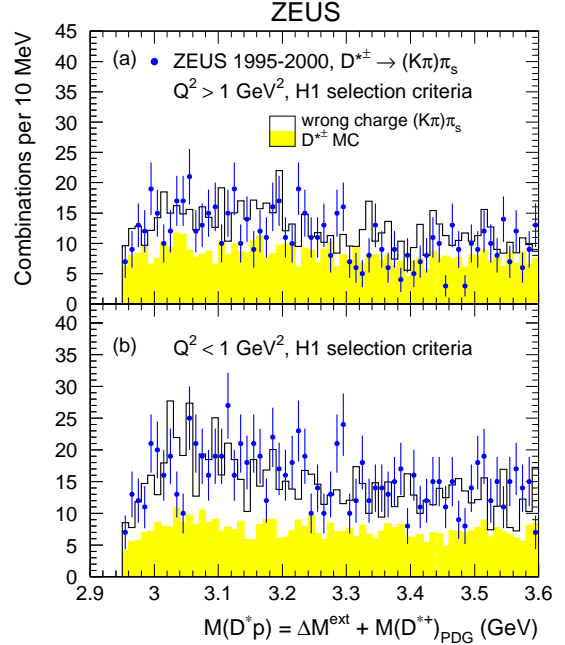 ZEUS
Combinations per 10 MeV
45
40
35
30
25
20
15
10
5
0
(a) ZEUS 1995-2000, D*± → (Kπ)πs
Q² > 1 GeV², H1 selection criteria
wrong charge (Kπ)πs
D*± MC
40
35
30
25
20
15
10
5
0
(b) Q² < 1 GeV², H1 selection criteria
2.9 3 3.1 3.2 3.3 3.4 3.5 3.6
M(D*p) = ΔM^ext + M(D*+)PDG (GeV)